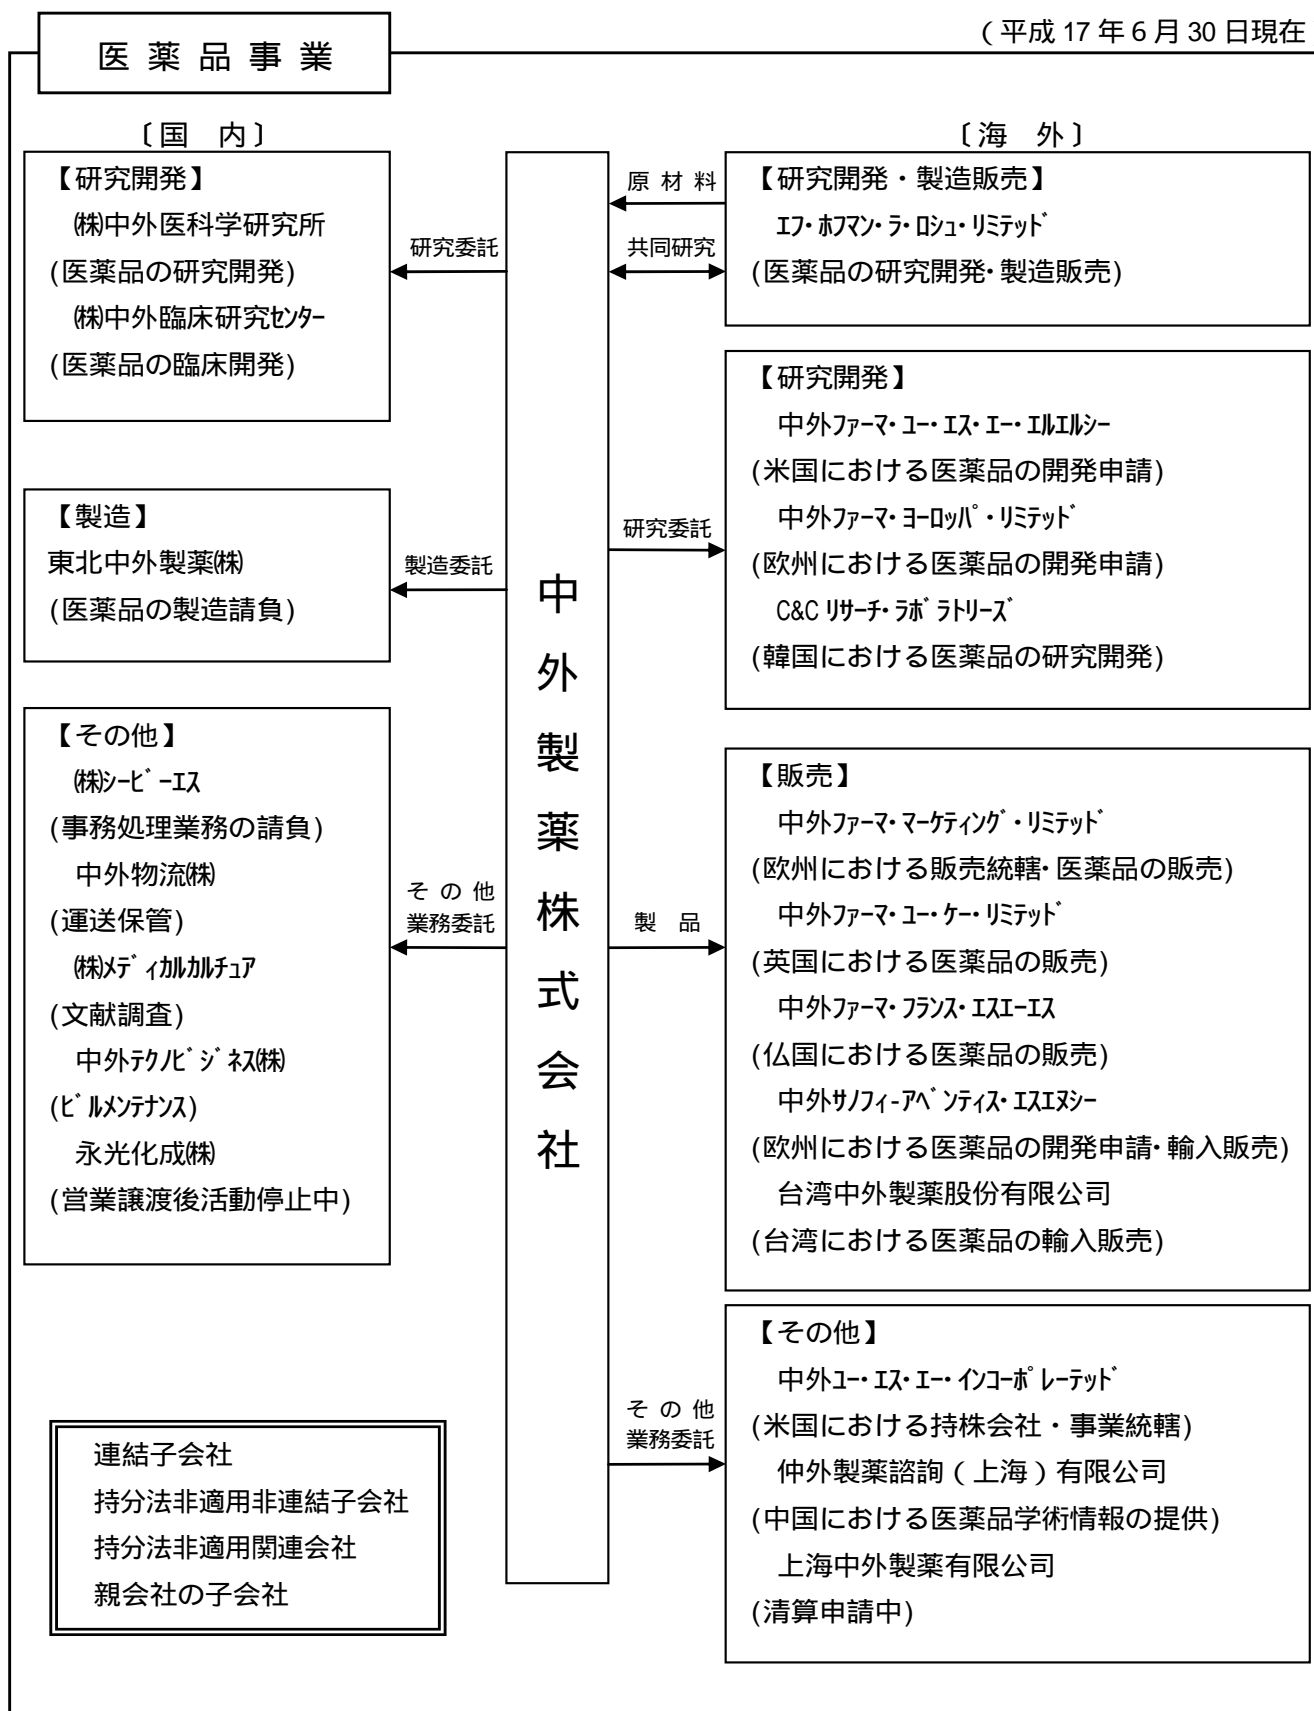 医薬品事業
(平成17年6月30日現在
〔国 内〕
【研究開発】
㈱中外医科学研究所
(医薬品の研究開発)
㈱中外臨床研究ｾﾝﾀｰ
(医薬品の臨床開発)
研究委託
【製造】
東北中外製薬㈱
(医薬品の製造請負)
製造委託
【その他】
㈱ｼｰﾋﾞｰｴｽ
(事務処理業務の請負)
中外物流㈱
(運送保管)
㈱ﾒﾃﾞｨｶﾙｶﾙﾁｭｱ
(文献調査)
中外ﾃｸﾉﾋﾞｼﾞﾈｽ㈱
(ﾋﾞﾙﾒﾝﾃﾅﾝｽ)
永光化成㈱
(営業譲渡後活動停止中)
その他
業務委託
連結子会社
持分法非適用非連結子会社
持分法非適用関連会社
親会社の子会社
中外製薬株式会社
〔海 外〕
原材料
共同研究
【研究開発・製造販売】
ｴﾌ･ﾎﾌﾏﾝ･ﾗ･ﾛｼｭ･ﾘﾐﾃｯﾄﾞ
(医薬品の研究開発･製造販売)
研究委託
【研究開発】
中外ﾌｧｰﾏ･ﾕｰ･ｴｽ･ｴｰ･ｴﾙｴﾙｼｰ
(米国における医薬品の開発申請)
中外ﾌｧｰﾏ･ﾖｰﾛｯﾊﾟ･ﾘﾐﾃｯﾄﾞ
(欧州における医薬品の開発申請)
C&C ﾘｻｰﾁ･ﾗﾎﾞﾗﾄﾘｰｽﾞ
(韓国における医薬品の研究開発)
製 品
【販売】
中外ﾌｧｰﾏ･ﾏｰｹﾃｨﾝｸﾞ･ﾘﾐﾃｯﾄﾞ
(欧州における販売統轄･医薬品の販売)
中外ﾌｧｰﾏ･ﾕｰ･ｹｰ･ﾘﾐﾃｯﾄﾞ
(英国における医薬品の販売)
中外ﾌｧｰﾏ･ﾌﾗﾝｽ･ｴｽｴｰｴｽ
(仏国における医薬品の販売)
中外ｻﾉﾌｨ-ｱﾍﾞﾝﾃｨｽ･ｴｽｴﾇｼｰ
(欧州における医薬品の開発申請･輸入販売)
台湾中外製薬股份有限公司
(台湾における医薬品の輸入販売)
その他
業務委託
【その他】
中外ﾕｰ･ｴｽ･ｴｰ･ｲﾝｺｰﾎﾟﾚｰﾃｯﾄﾞ
(米国における持株会社・事業統轄)
仲外製薬諮詢(上海)有限公司
(中国における医薬品学術情報の提供)
上海中外製薬有限公司
(清算申請中)